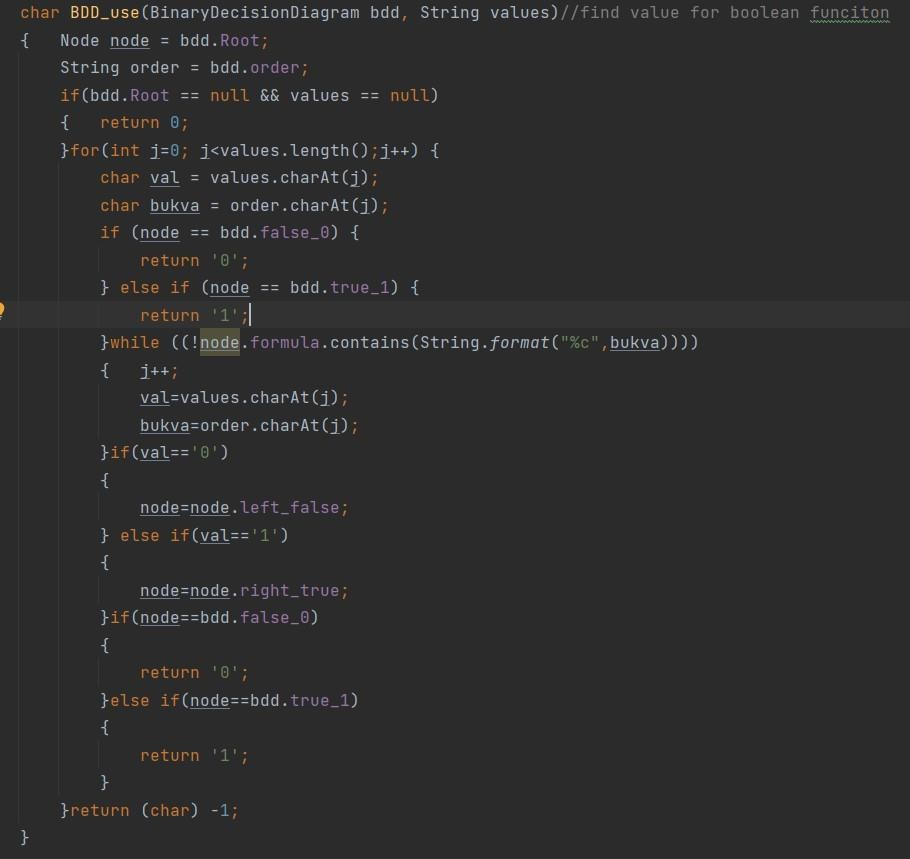 char BDD_use(BinaryDecisionDiagram bdd, String values)//find value for boolean funciton
{   Node node = bdd.Root;
    String order = bdd.order;
    if(bdd.Root == null && values == null)
    {   return 0;
    }for(int j=0; j<values.length();j++) {
        char val = values.charAt(j);
        char bukva = order.charAt(j);
        if (node == bdd.false_0) {
            return '0';
        } else if (node == bdd.true_1) {
            return '1';
        }while ((!node.formula.contains(String.format("%c",bukva))))
        {   j++;
            val=values.charAt(j);
            bukva=order.charAt(j);
        }if(val=='0')
        {
            node=node.left_false;
        } else if(val=='1')
        {
            node=node.right_true;
        }if(node==bdd.false_0)
        {
            return '0';
        }else if(node==bdd.true_1)
        {
            return '1';
        }
    }return (char) -1;
}